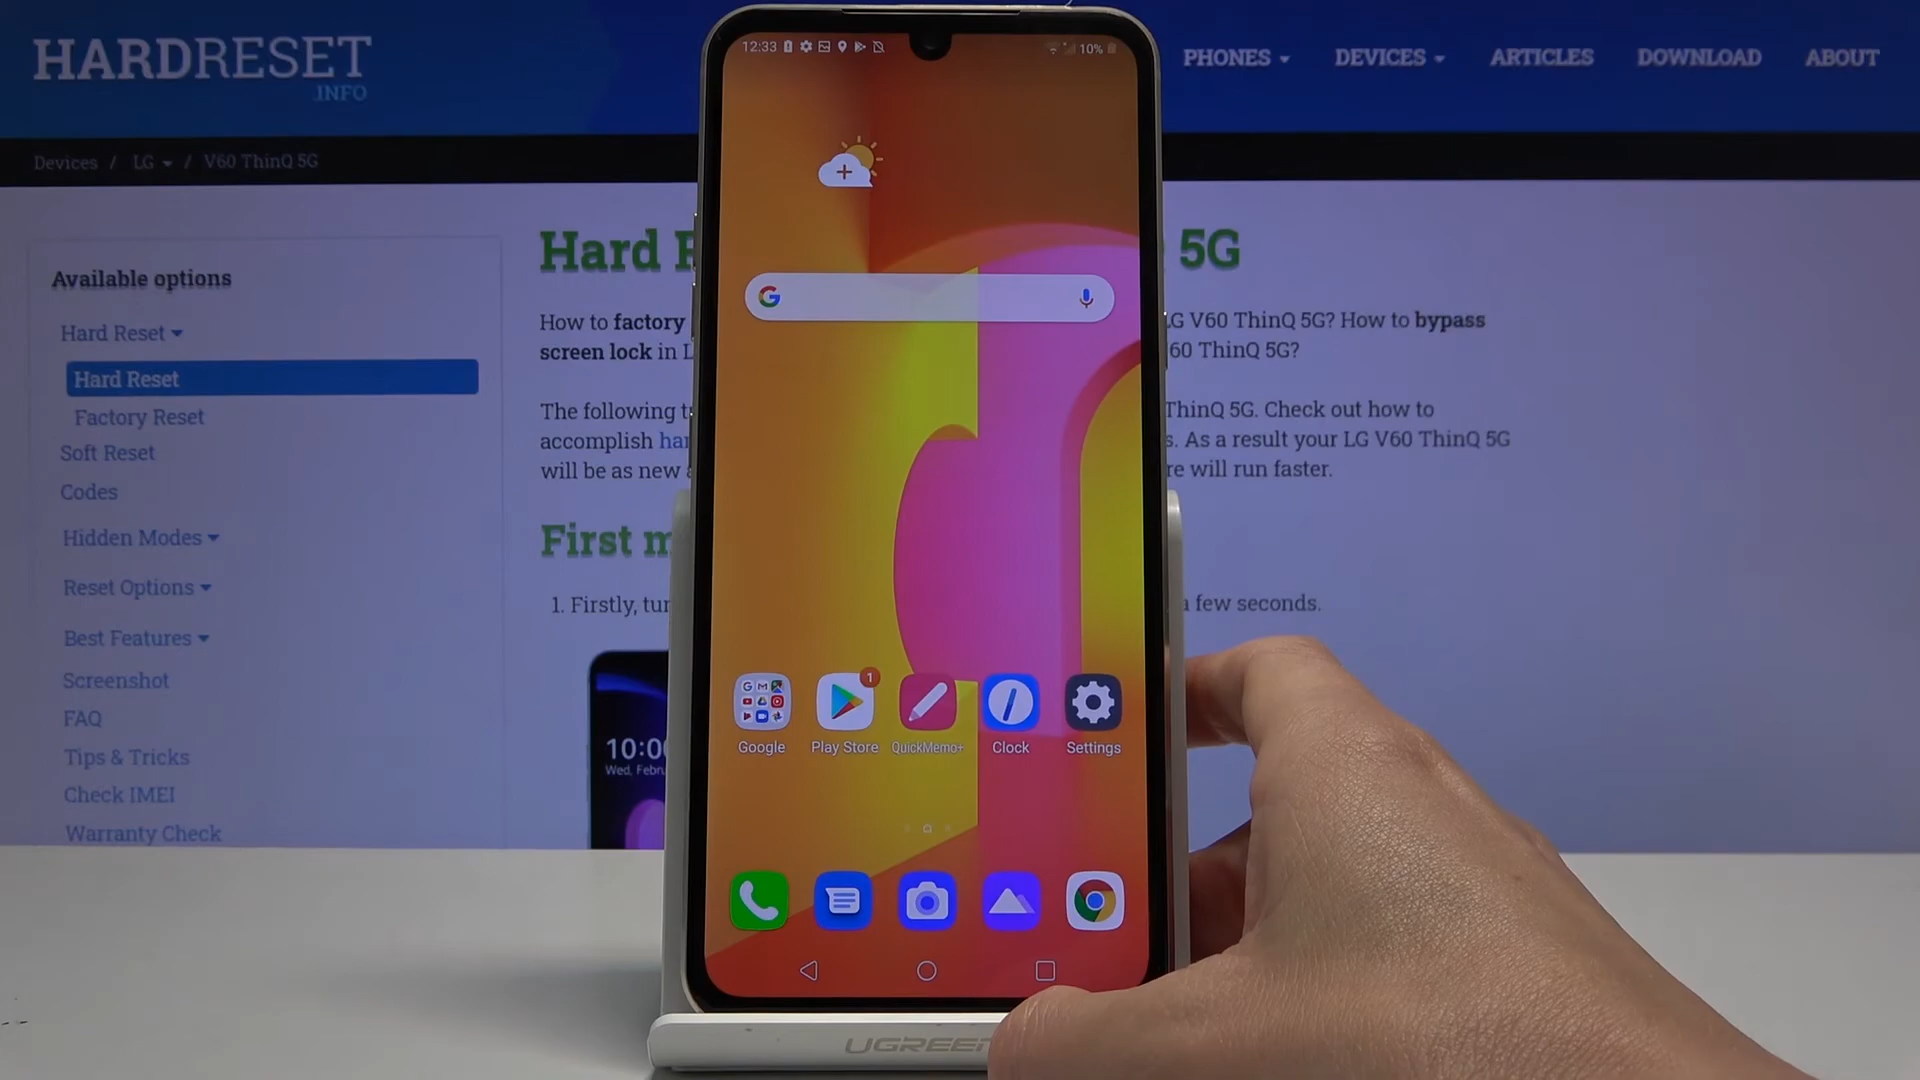 HARDRESET
.INFO
PHONES
DEVICES
ARTICLES
DOWNLOAD
ABOUT
Devices / LG / V60 ThinQ 5G
Available options
Hard Reset
Hard Reset
Factory Reset
Soft Reset
Codes
Hidden Modes
Reset Options
Best Features
Screenshot
FAQ
Tips & Tricks
Check IMEI
Warranty Check
Hard 5G
How to factory LG V60 ThinQ 5G? How to bypass
screen lock in 60 ThinQ 5G?
The following ThinQ 5G. Check out how to
accomplish As a result your LG V60 ThinQ 5G
will be as new will run faster.
First
1. Firstly, a few seconds.
10:00
Wed,
12:33
10%
G
1
Google
Play Store
QuickMemo+
Clock
Settings
UGREEN